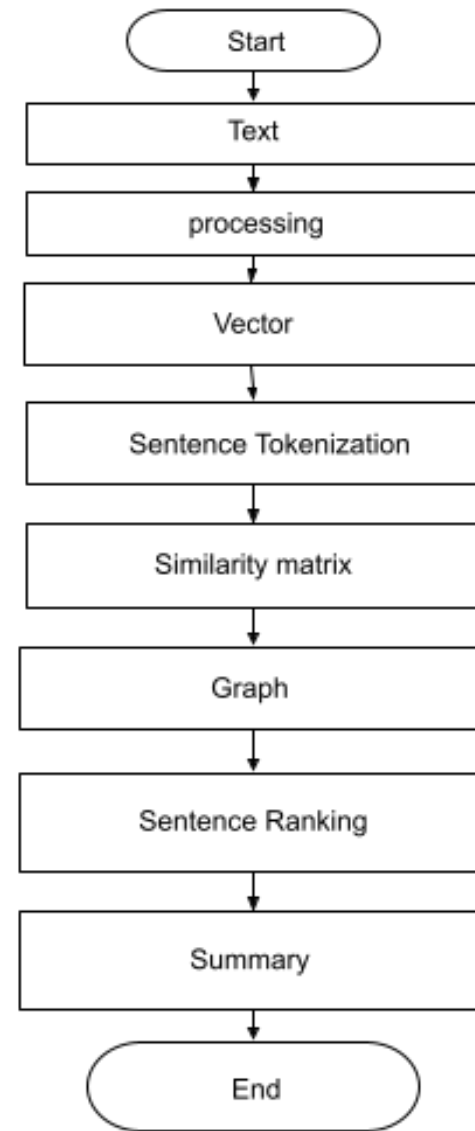 Start
Text
processing
Vector
Sentence Tokenization
Similarity matrix
Graph
Sentence Ranking
Summary
End